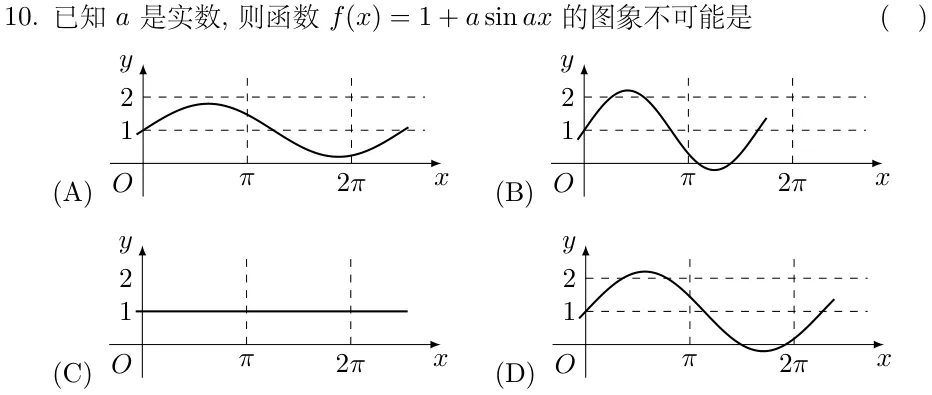 10. 已知 a 是实数, 则函数 f(x) = 1 + a sin ax 的图象不可能是 ( )
y y
2 2
1 1
O π 2π x O π 2π x
(A) (B)
y y
2 2
1 1
O π 2π x O π 2π x
(C) (D)